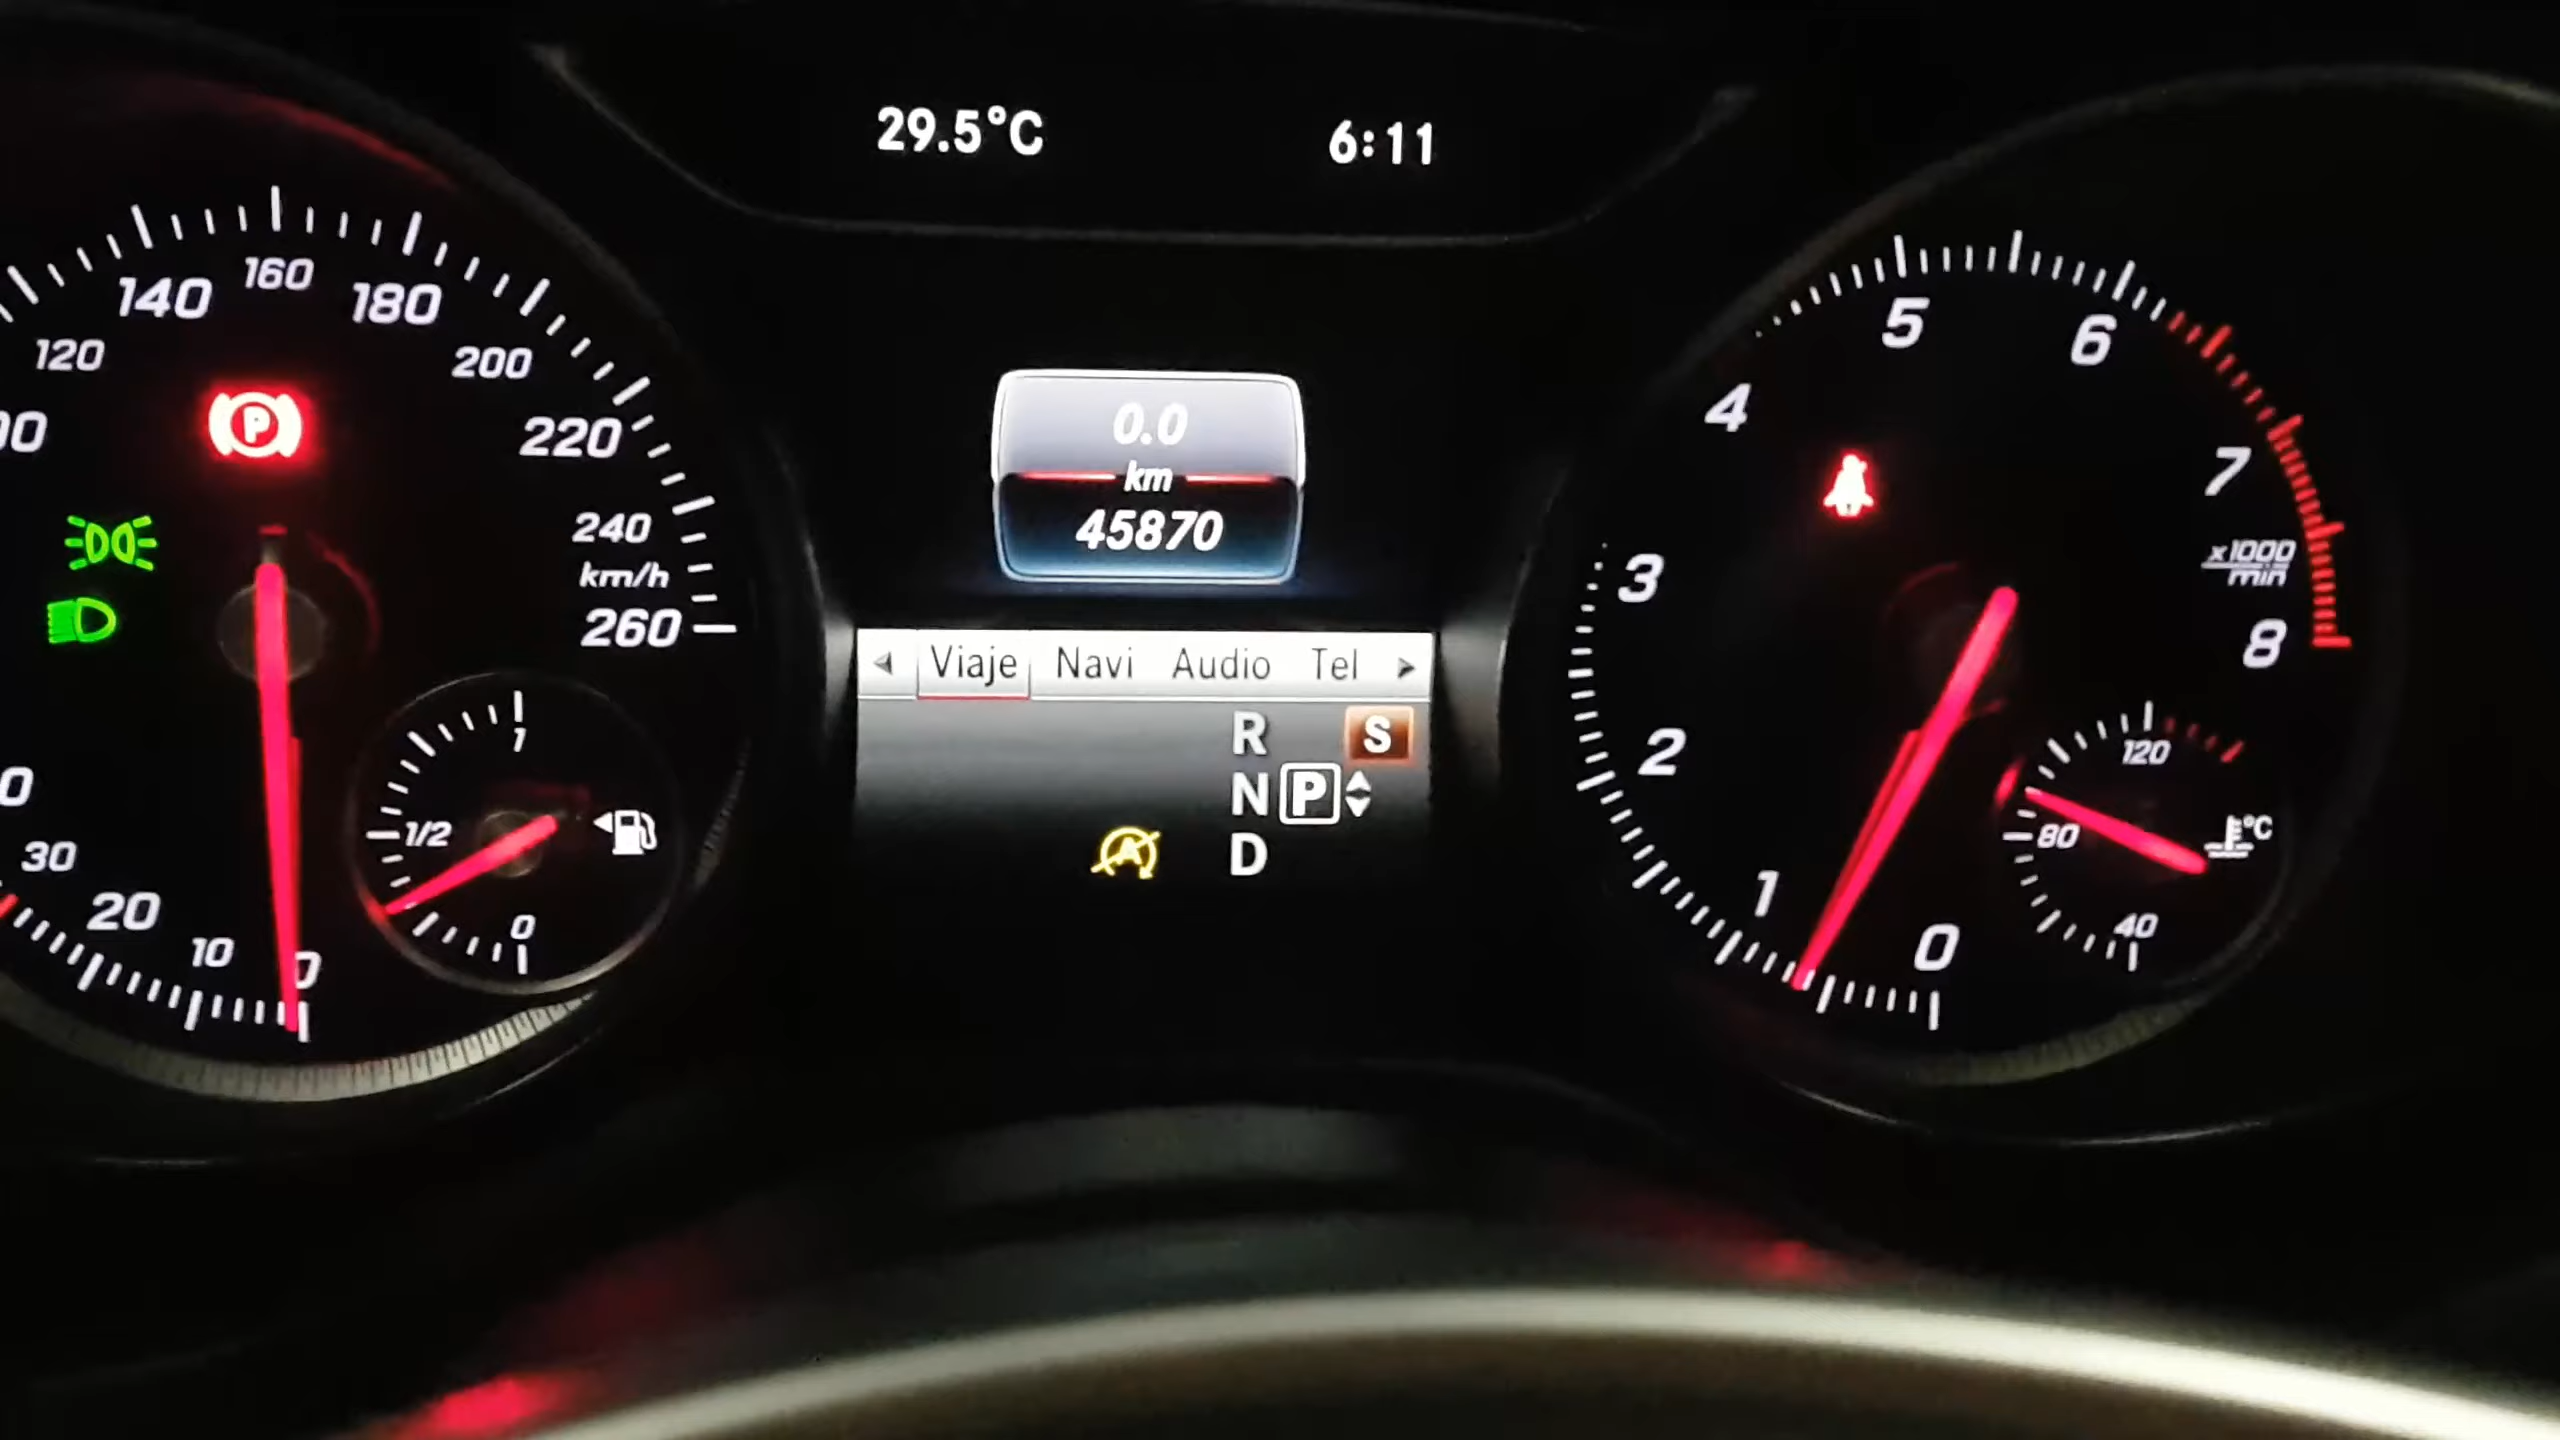 29.5°C 6:11
120 140 160 180 200 220 240
km/h
260
0 10 20 30
1
1/2
0
0.0
km
45870
Viaje Navi Audio Tel
R S
N P
A
D
0 1 2 3 4 5 6 7
x1000
min
8
120
80 °C
40
P